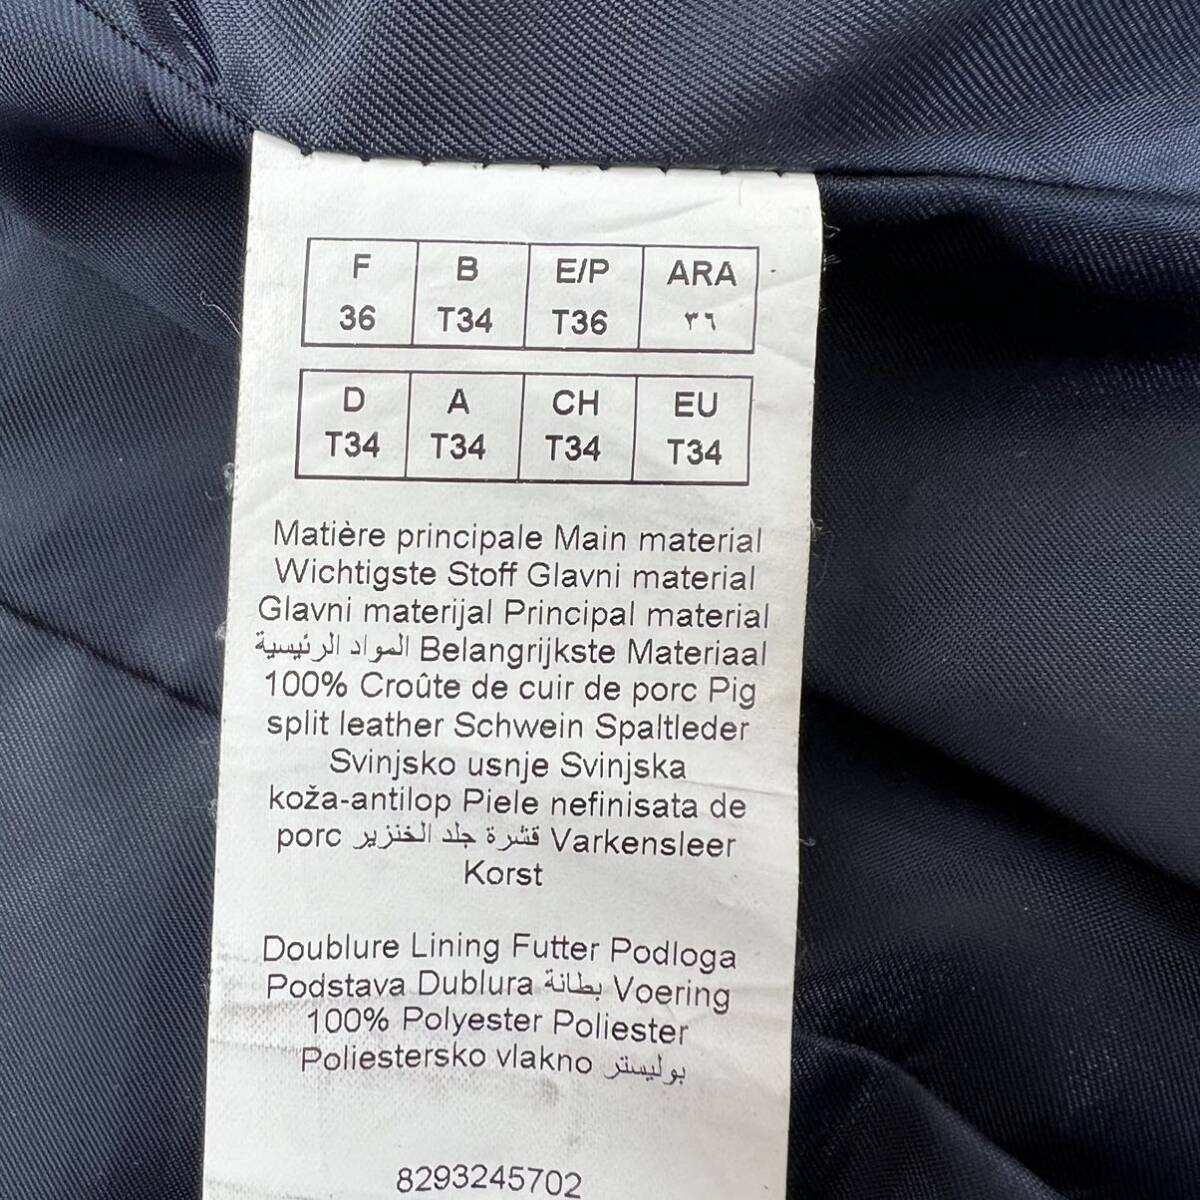 F B E/P ARA
36 T34 T36 ٣٦
D A CH EU
T34 T34 T34 T34
Matière principale Main material
Wichtigste Stoff Glavni material
Glavni materijal Principal material
المواد الرئيسية Belangrijkste Materiaal
100% Croûte de cuir de porc Pig
split leather Schwein Spaltleder
Svinjsko usnje Svinjska
koža-antilop Piele nefinisata de
porc قشرة جلد الخنزير Varkensleer
Korst
Doublure Lining Futter Podloga
Podstava Dublura بطانة Voering
100% Polyester Poliester
Poliestersko vlakno بوليستر
8293245702